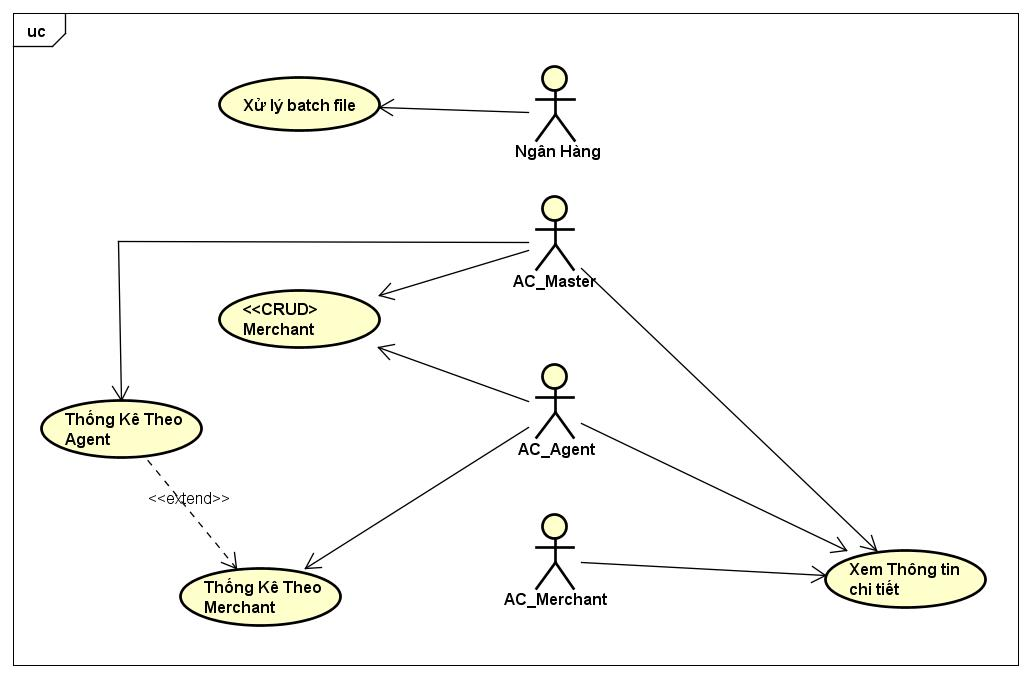 uc
Xử lý batch file
Ngân Hàng
AC_Master
<<CRUD>
Merchant
AC_Agent
Thống Kê Theo
Agent
<<extend>>
AC_Merchant
Thống Kê Theo
Merchant
Xem Thông tin
chi tiết